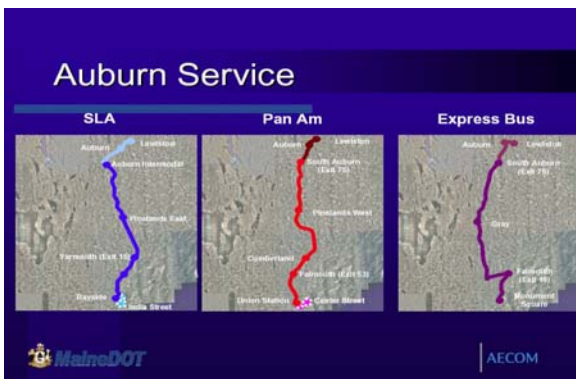 Auburn Service
SLA
Auburn
Lewiston
Auburn Intermodal
Pinelands East
Yarmouth (Exit 15)
Bayside
India Street
Pan Am
Auburn
Lewiston
South Auburn
(Exit 75)
Pinelands West
Cumberland
Falmouth (Exit 53)
Union Station
Center Street
Express Bus
Auburn
Lewiston
South Auburn
(Exit 75)
Gray
Falmouth
Monument
Square
MaineDOT
AECOM